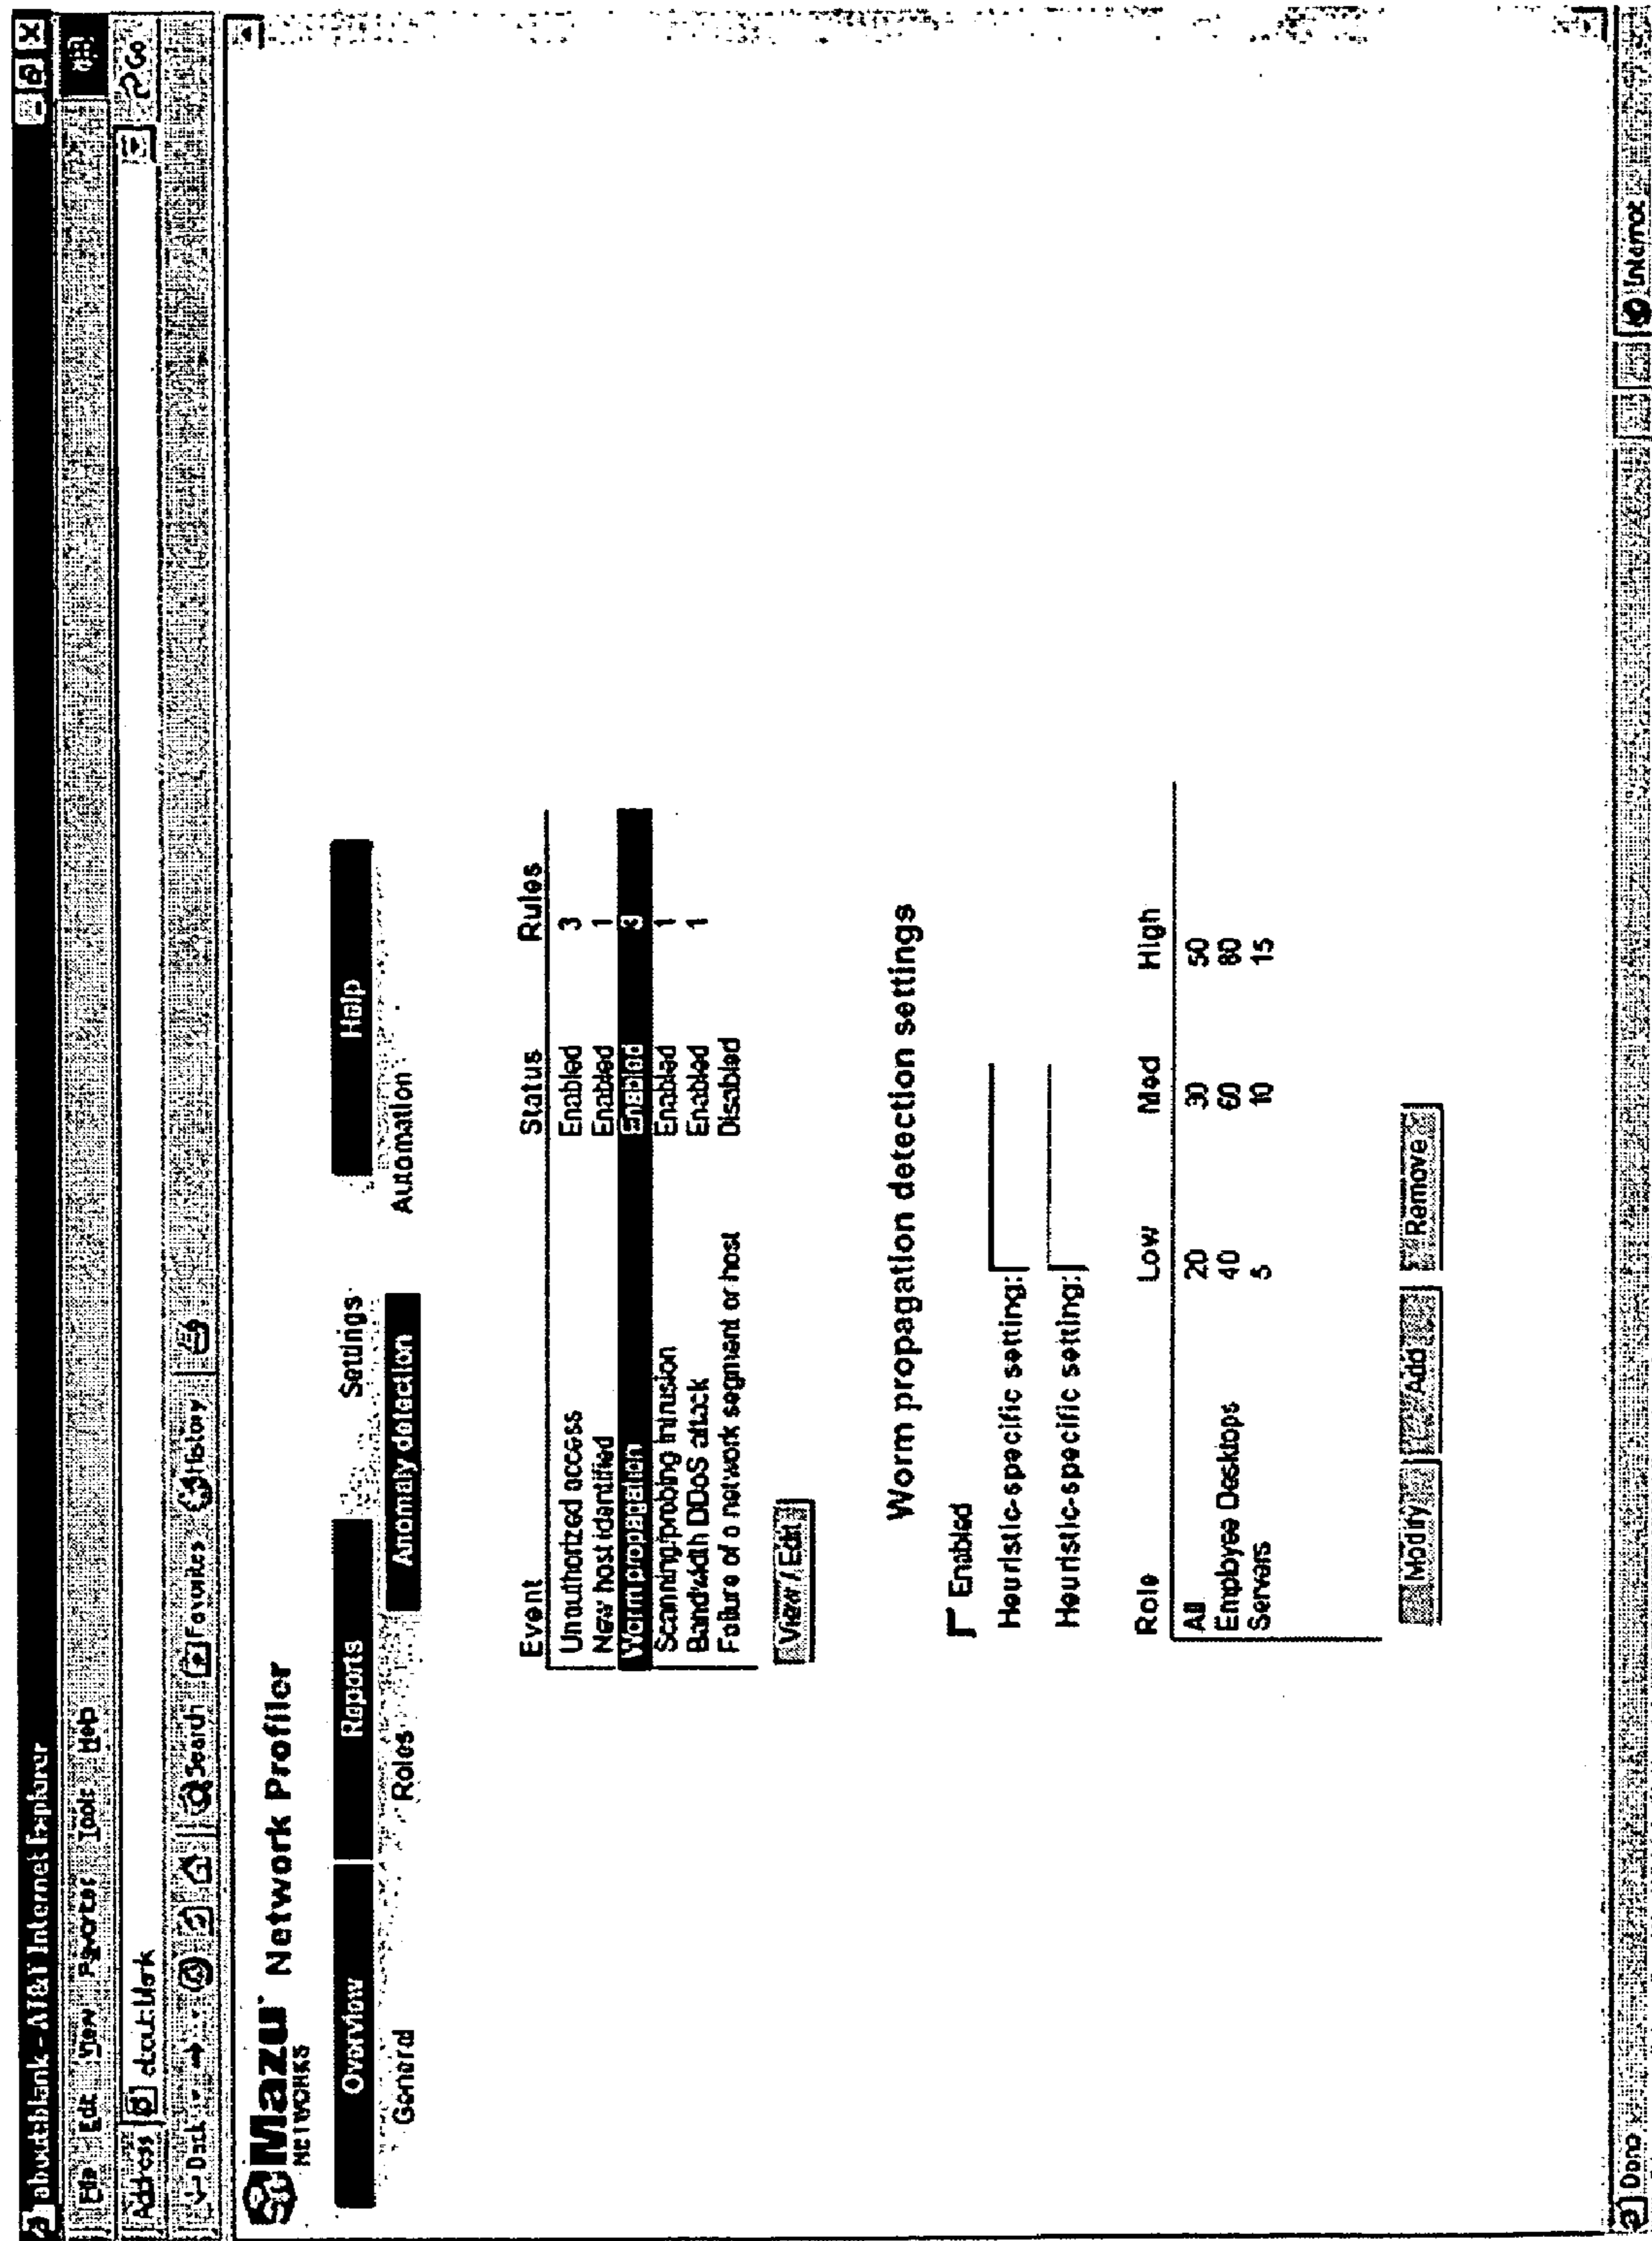 about:blank - AT&T Internet Explorer
File Edit View Favorites Tools Help
Address about:blank Go
Back Search Favorites History
Mazu Network Profiler
NETWORKS
Overview Reports Settings Help
General Roles Anomaly detection Automation
Event Status Rules
Unauthorized access Enabled 3
New host identified Enabled 1
Worm propagation Enabled 3
Scanning/probing intrusion Enabled 1
Bandwidth DDoS attack Enabled 1
Failure of a network segment or host Disabled
View / Edit
Worm propagation detection settings
Enabled
Heuristic-specific setting:
Heuristic-specific setting:
Role Low Med High
All 20 30 50
Employee Desktops 40 60 80
Servers 5 10 15
Modify Add Remove
Done Internet